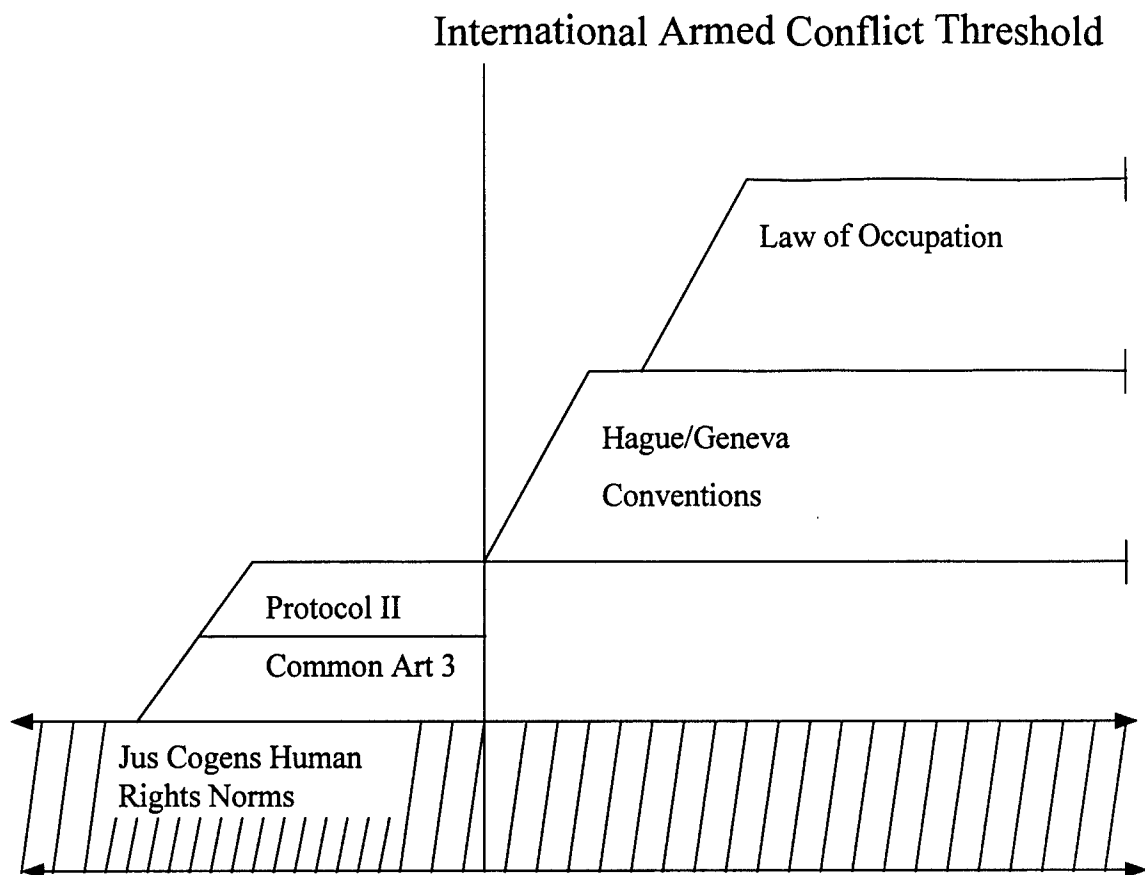 International Armed Conflict Threshold
Law of Occupation
Hague/Geneva
Conventions
Protocol II
Common Art 3
Jus Cogens Human
Rights Norms